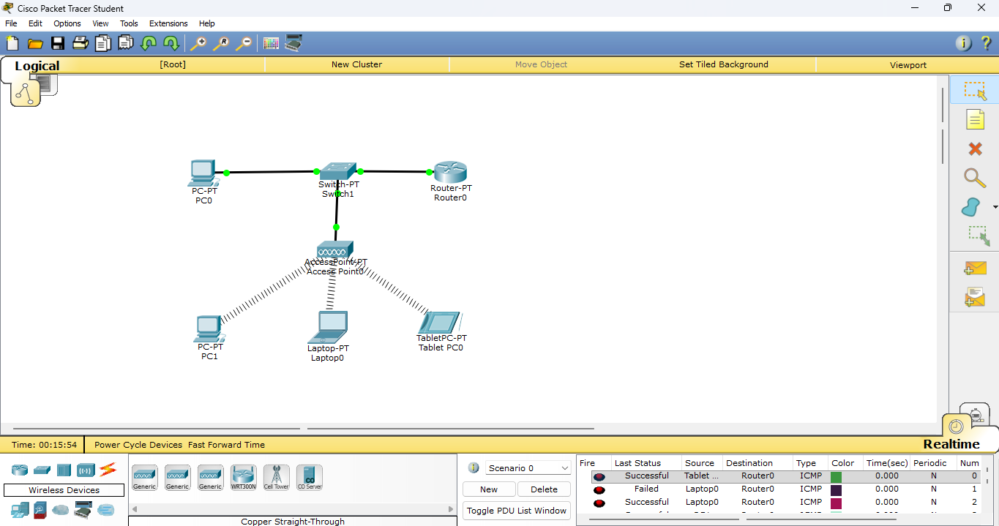 Cisco Packet Tracer Student
File Edit Options View Tools Extensions Help
Logical [Root] New Cluster Move Object Set Tiled Background Viewport
PC-PT
PC0
Switch-PT
Switch1
Router-PT
Router0
AccessPoint-PT
Access Point0
PC-PT
PC1
Laptop-PT
Laptop0
TabletPC-PT
Tablet PC0
Time: 00:15:54 Power Cycle Devices Fast Forward Time Realtime
Wireless Devices
Generic Generic Generic WRT300N Cell Tower CO Server
Copper Straight-Through
Scenario 0
New Delete
Toggle PDU List Window
Fire Last Status Source Destination Type Color Time(sec) Periodic Num
Successful Tablet ... Router0 ICMP 0.000 N 0
Failed Laptop0 Router0 ICMP 0.000 N 1
Successful Laptop0 Router0 ICMP 0.000 N 2